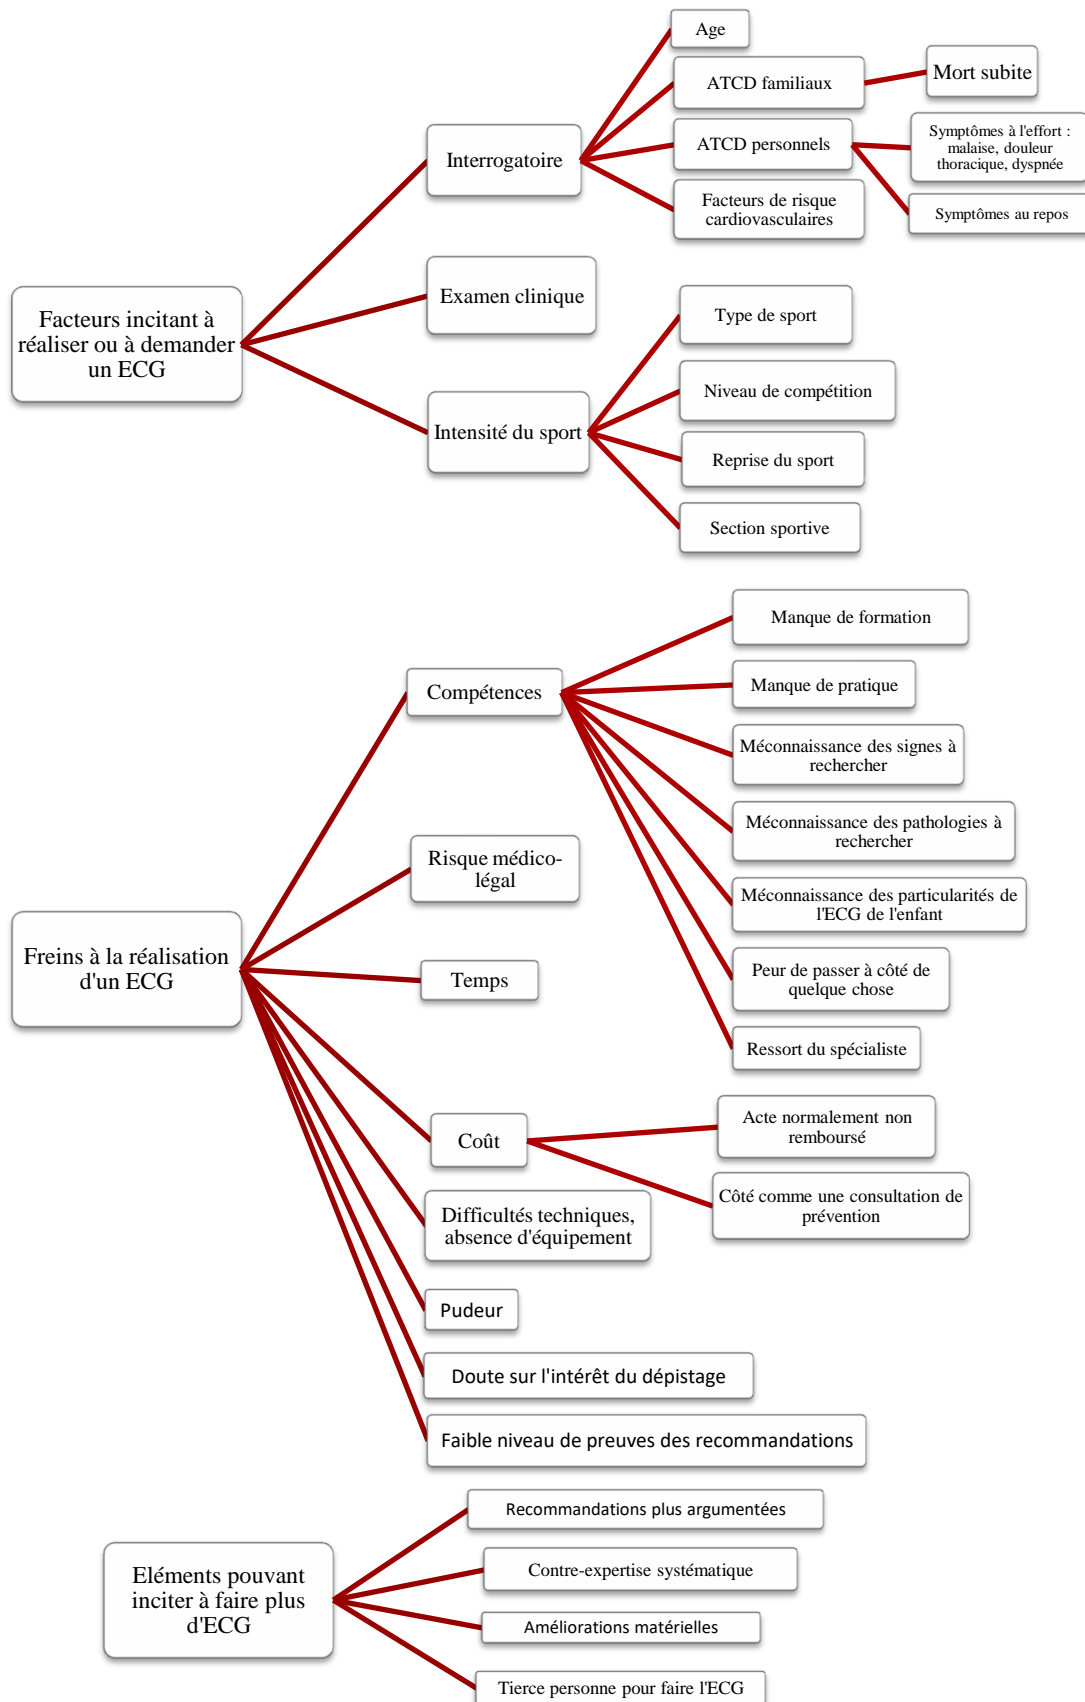 Age
ATCD familiaux
Mort subite
Interrogatoire
ATCD personnels
Symptômes à l'effort :
malaise, douleur
thoracique, dyspnée
Symptômes au repos
Facteurs de risque
cardiovasculaires
Facteurs incitant à
réaliser ou à demander
un ECG
Examen clinique
Intensité du sport
Type de sport
Niveau de compétition
Reprise du sport
Section sportive
Freins à la réalisation
d'un ECG
Compétences
Manque de formation
Manque de pratique
Méconnaissance des signes à
rechercher
Méconnaissance des pathologies à
rechercher
Méconnaissance des particularités de
l'ECG de l'enfant
Peur de passer à côté de
quelque chose
Ressort du spécialiste
Risque médico-
légal
Temps
Coût
Acte normalement non
remboursé
Côté comme une consultation de
prévention
Difficultés techniques,
absence d'équipement
Pudeur
Doute sur l'intérêt du dépistage
Faible niveau de preuves des recommandations
Eléments pouvant
inciter à faire plus
d'ECG
Recommandations plus argumentées
Contre-expertise systématique
Améliorations matérielles
Tierce personne pour faire l'ECG